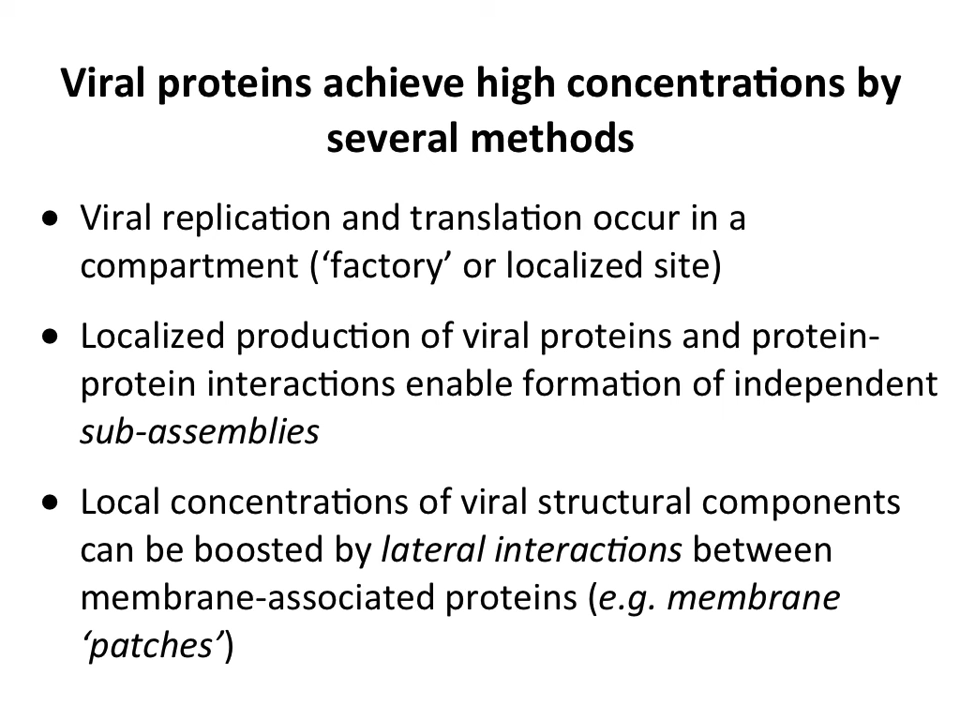 Viral proteins achieve high concentrations by
several methods
● Viral replication and translation occur in a
compartment (‘factory’ or localized site)
● Localized production of viral proteins and protein-
protein interactions enable formation of independent
sub-assemblies
● Local concentrations of viral structural components
can be boosted by lateral interactions between
membrane-associated proteins (e.g. membrane
‘patches’)